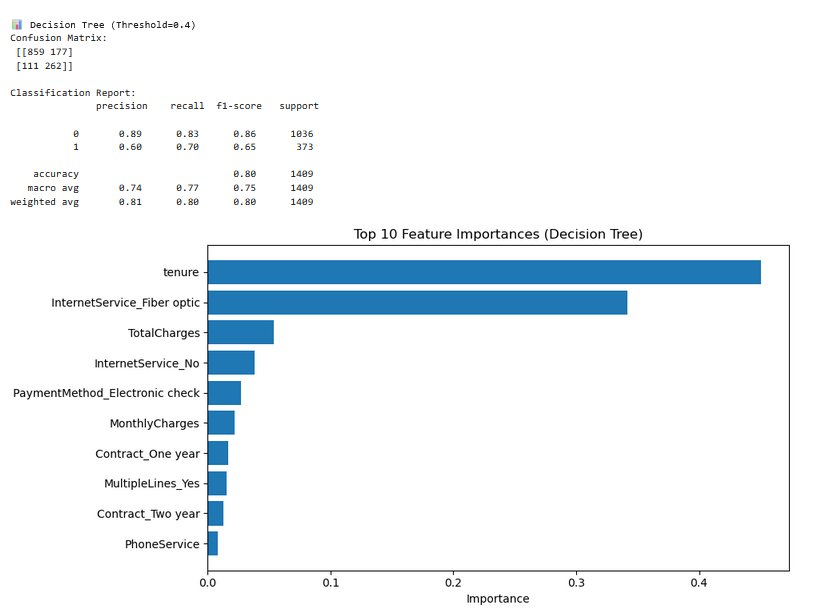 📊 Decision Tree (Threshold=0.4)
Confusion Matrix:
[[859 177]
[111 262]]
Classification Report:
precision recall f1-score support
0 0.89 0.83 0.86 1036
1 0.60 0.70 0.65 373
accuracy 0.80 1409
macro avg 0.74 0.77 0.75 1409
weighted avg 0.81 0.80 0.80 1409
Top 10 Feature Importances (Decision Tree)
tenure
InternetService_Fiber optic
TotalCharges
InternetService_No
PaymentMethod_Electronic check
MonthlyCharges
Contract_One year
MultipleLines_Yes
Contract_Two year
PhoneService
0.0 0.1 0.2 0.3 0.4
Importance